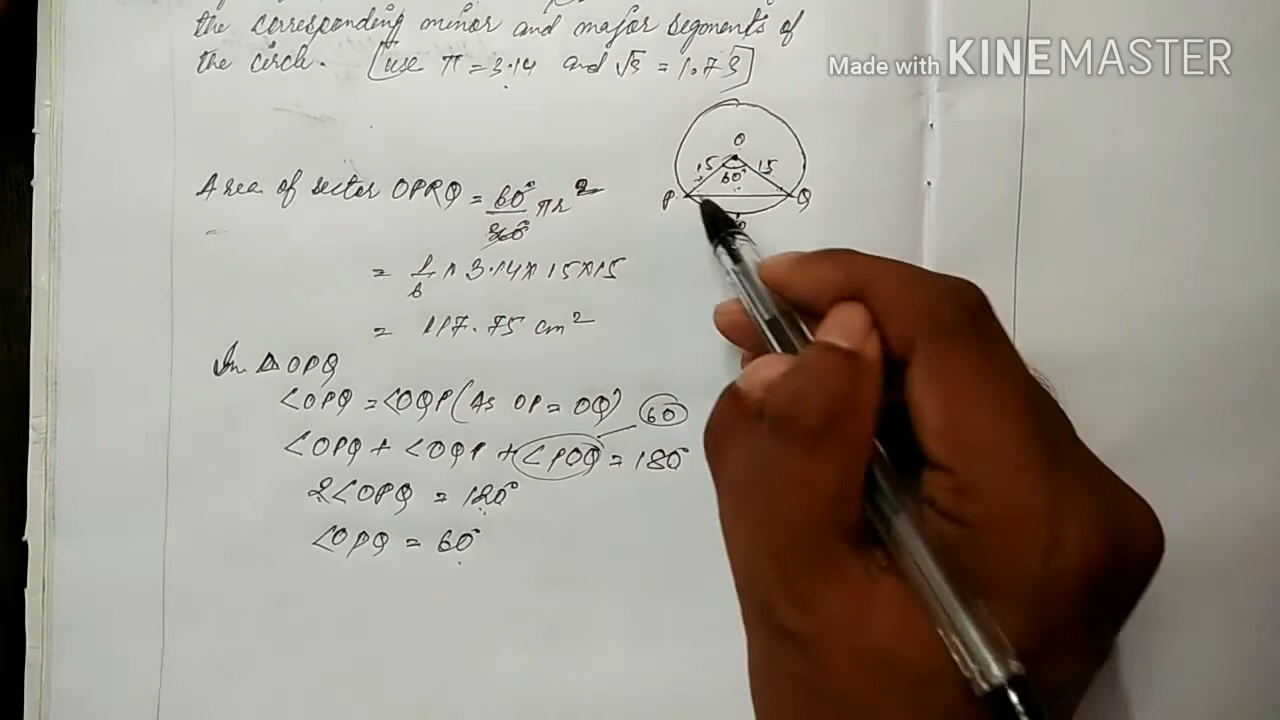 the corresponding minor and major segments of
the circle. [use π = 3.14 and √3 = 1.73]
Made with KINEMASTER
O
15 15
60°
P Q
Area of sector OPRQ = 60°/360° πr²
= 1/6 × 3.14 × 15 × 15
= 117.75 cm²
In △OPQ
∠OPQ = ∠OQP (As OP = OQ) 60
∠OPQ + ∠OQP + ∠POQ = 180°
2∠OPQ = 120°
∠OPQ = 60°